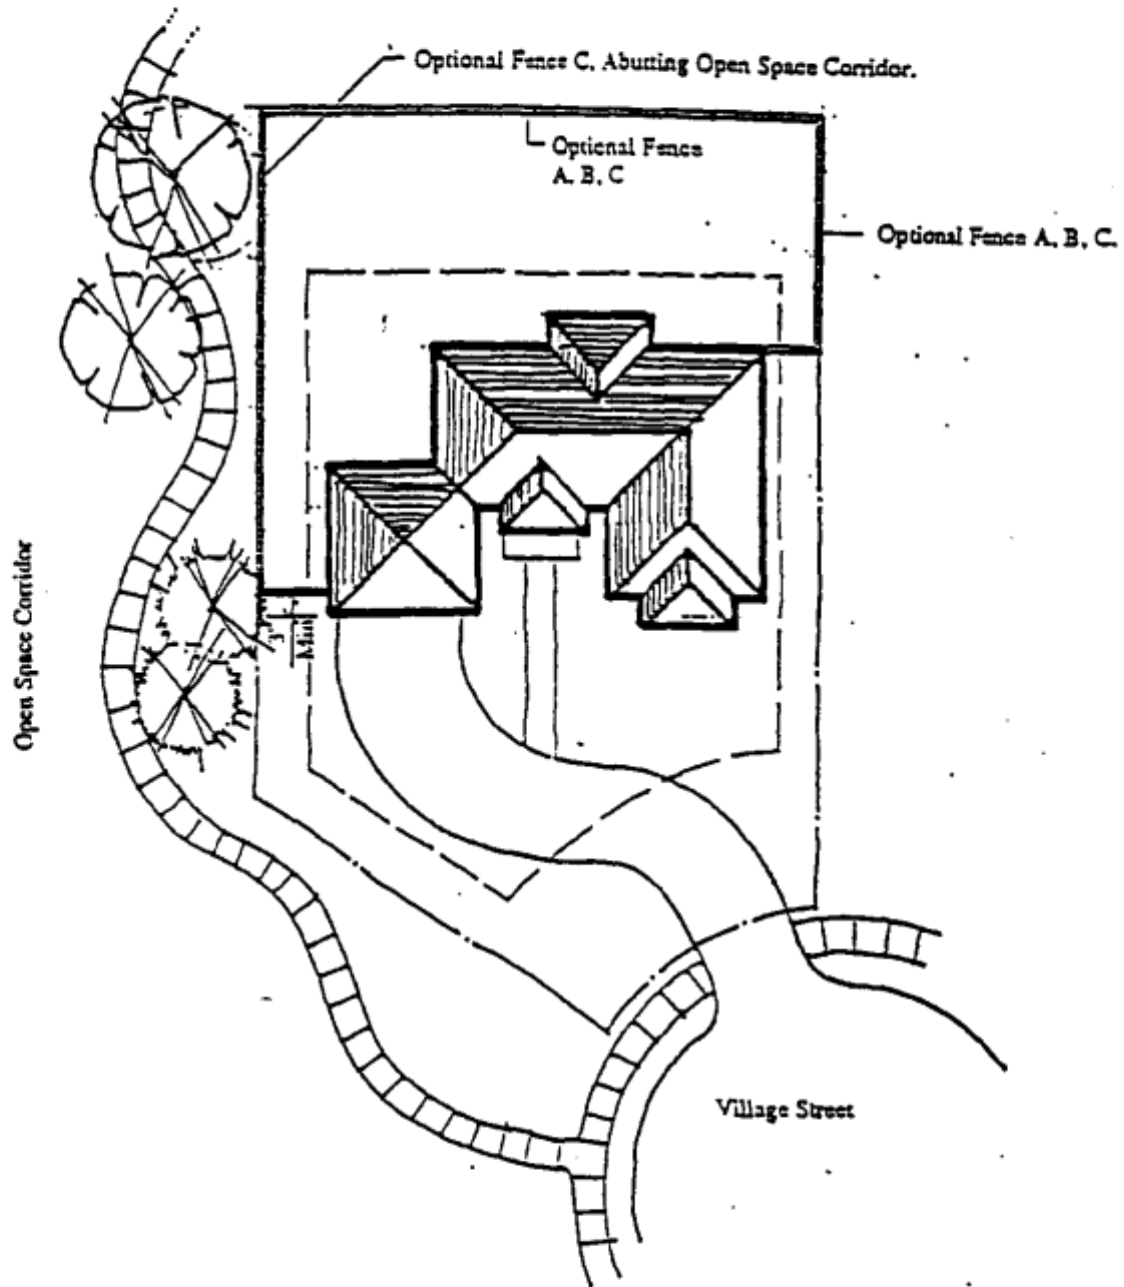 Optional Fence C. Abutting Open Space Corridor.
Optional Fence
A, B, C
Optional Fence A, B, C.
Open Space Corridor
3'
Min
Village Street